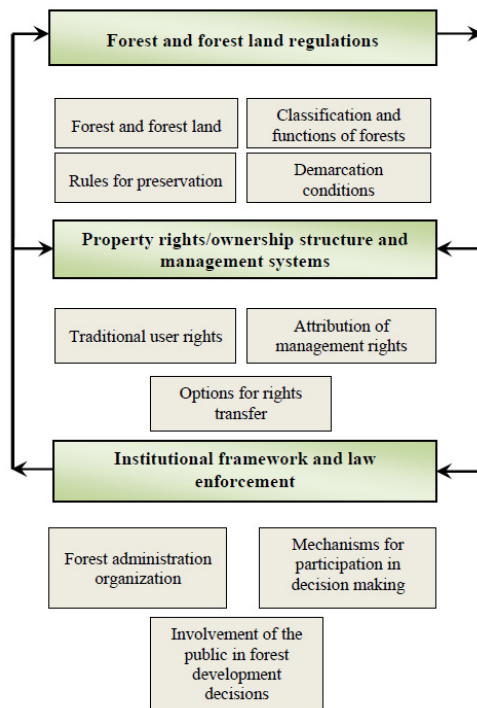 Forest and forest land regulations
Forest and forest land
Classification and
functions of forests
Rules for preservation
Demarcation
conditions
Property rights/ownership structure and
management systems
Traditional user rights
Attribution of
management rights
Options for rights
transfer
Institutional framework and law
enforcement
Forest administration
organization
Mechanisms for
participation in
decision making
Involvement of the
public in forest
development
decisions